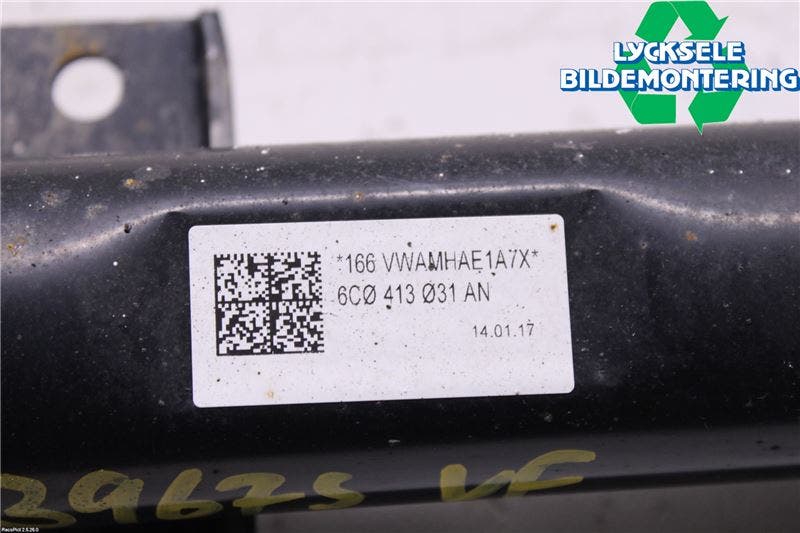 LYCKSELE
BILDEMONTERING
*166 VWAMHAE1A7X*
6CØ 413 Ø31 AN
14.01.17
39675 VF